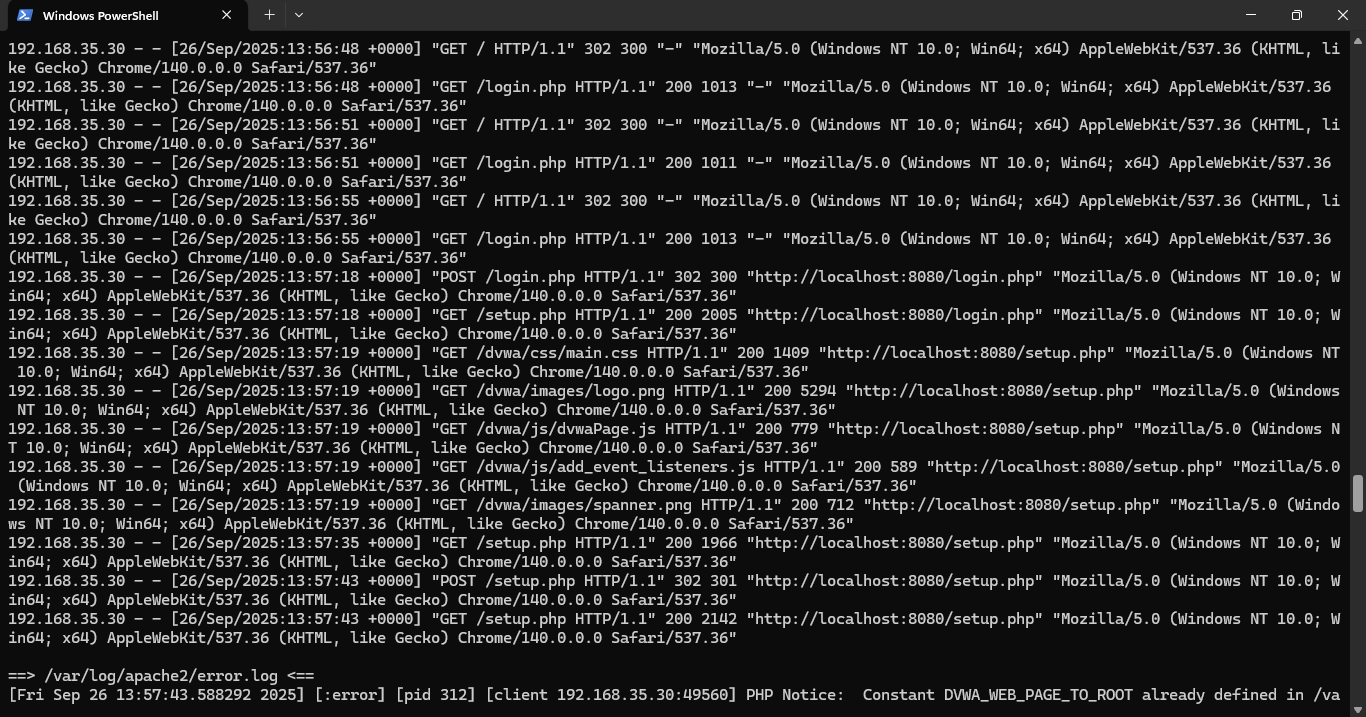 Windows PowerShell
192.168.35.30 - - [26/Sep/2025:13:56:48 +0000] "GET / HTTP/1.1" 302 300 "-" "Mozilla/5.0 (Windows NT 10.0; Win64; x64) AppleWebKit/537.36 (KHTML, li
ke Gecko) Chrome/140.0.0.0 Safari/537.36"
192.168.35.30 - - [26/Sep/2025:13:56:48 +0000] "GET /login.php HTTP/1.1" 200 1013 "-" "Mozilla/5.0 (Windows NT 10.0; Win64; x64) AppleWebKit/537.36
(KHTML, like Gecko) Chrome/140.0.0.0 Safari/537.36"
192.168.35.30 - - [26/Sep/2025:13:56:51 +0000] "GET / HTTP/1.1" 302 300 "-" "Mozilla/5.0 (Windows NT 10.0; Win64; x64) AppleWebKit/537.36 (KHTML, li
ke Gecko) Chrome/140.0.0.0 Safari/537.36"
192.168.35.30 - - [26/Sep/2025:13:56:51 +0000] "GET /login.php HTTP/1.1" 200 1011 "-" "Mozilla/5.0 (Windows NT 10.0; Win64; x64) AppleWebKit/537.36
(KHTML, like Gecko) Chrome/140.0.0.0 Safari/537.36"
192.168.35.30 - - [26/Sep/2025:13:56:55 +0000] "GET / HTTP/1.1" 302 300 "-" "Mozilla/5.0 (Windows NT 10.0; Win64; x64) AppleWebKit/537.36 (KHTML, li
ke Gecko) Chrome/140.0.0.0 Safari/537.36"
192.168.35.30 - - [26/Sep/2025:13:56:55 +0000] "GET /login.php HTTP/1.1" 200 1013 "-" "Mozilla/5.0 (Windows NT 10.0; Win64; x64) AppleWebKit/537.36
(KHTML, like Gecko) Chrome/140.0.0.0 Safari/537.36"
192.168.35.30 - - [26/Sep/2025:13:57:18 +0000] "POST /login.php HTTP/1.1" 302 300 "http://localhost:8080/login.php" "Mozilla/5.0 (Windows NT 10.0; W
in64; x64) AppleWebKit/537.36 (KHTML, like Gecko) Chrome/140.0.0.0 Safari/537.36"
192.168.35.30 - - [26/Sep/2025:13:57:18 +0000] "GET /setup.php HTTP/1.1" 200 2005 "http://localhost:8080/login.php" "Mozilla/5.0 (Windows NT 10.0; W
in64; x64) AppleWebKit/537.36 (KHTML, like Gecko) Chrome/140.0.0.0 Safari/537.36"
192.168.35.30 - - [26/Sep/2025:13:57:19 +0000] "GET /dvwa/css/main.css HTTP/1.1" 200 1409 "http://localhost:8080/setup.php" "Mozilla/5.0 (Windows NT
 10.0; Win64; x64) AppleWebKit/537.36 (KHTML, like Gecko) Chrome/140.0.0.0 Safari/537.36"
192.168.35.30 - - [26/Sep/2025:13:57:19 +0000] "GET /dvwa/images/logo.png HTTP/1.1" 200 5294 "http://localhost:8080/setup.php" "Mozilla/5.0 (Windows
 NT 10.0; Win64; x64) AppleWebKit/537.36 (KHTML, like Gecko) Chrome/140.0.0.0 Safari/537.36"
192.168.35.30 - - [26/Sep/2025:13:57:19 +0000] "GET /dvwa/js/dvwaPage.js HTTP/1.1" 200 779 "http://localhost:8080/setup.php" "Mozilla/5.0 (Windows N
T 10.0; Win64; x64) AppleWebKit/537.36 (KHTML, like Gecko) Chrome/140.0.0.0 Safari/537.36"
192.168.35.30 - - [26/Sep/2025:13:57:19 +0000] "GET /dvwa/js/add_event_listeners.js HTTP/1.1" 200 589 "http://localhost:8080/setup.php" "Mozilla/5.0
 (Windows NT 10.0; Win64; x64) AppleWebKit/537.36 (KHTML, like Gecko) Chrome/140.0.0.0 Safari/537.36"
192.168.35.30 - - [26/Sep/2025:13:57:19 +0000] "GET /dvwa/images/spanner.png HTTP/1.1" 200 712 "http://localhost:8080/setup.php" "Mozilla/5.0 (Windo
ws NT 10.0; Win64; x64) AppleWebKit/537.36 (KHTML, like Gecko) Chrome/140.0.0.0 Safari/537.36"
192.168.35.30 - - [26/Sep/2025:13:57:35 +0000] "GET /setup.php HTTP/1.1" 200 1966 "http://localhost:8080/setup.php" "Mozilla/5.0 (Windows NT 10.0; W
in64; x64) AppleWebKit/537.36 (KHTML, like Gecko) Chrome/140.0.0.0 Safari/537.36"
192.168.35.30 - - [26/Sep/2025:13:57:43 +0000] "POST /setup.php HTTP/1.1" 302 301 "http://localhost:8080/setup.php" "Mozilla/5.0 (Windows NT 10.0; W
in64; x64) AppleWebKit/537.36 (KHTML, like Gecko) Chrome/140.0.0.0 Safari/537.36"
192.168.35.30 - - [26/Sep/2025:13:57:43 +0000] "GET /setup.php HTTP/1.1" 200 2142 "http://localhost:8080/setup.php" "Mozilla/5.0 (Windows NT 10.0; W
in64; x64) AppleWebKit/537.36 (KHTML, like Gecko) Chrome/140.0.0.0 Safari/537.36"
==> /var/log/apache2/error.log <==
[Fri Sep 26 13:57:43.588292 2025] [:error] [pid 312] [client 192.168.35.30:49560] PHP Notice:  Constant DVWA_WEB_PAGE_TO_ROOT already defined in /va